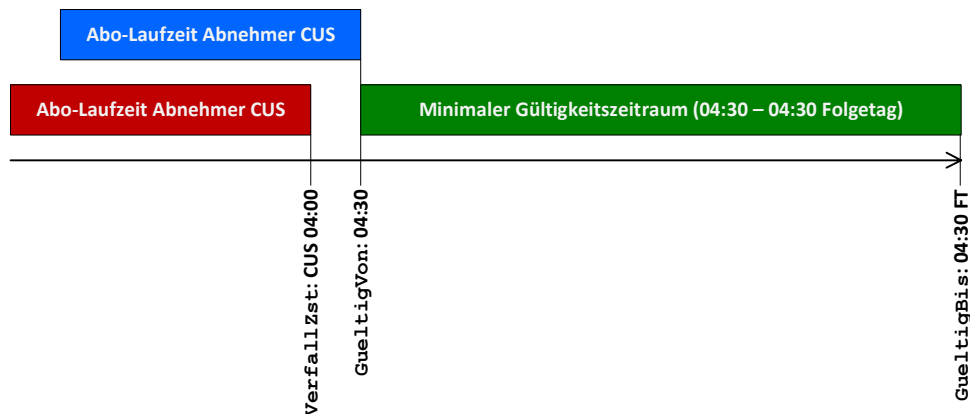 Abo-Laufzeit Abnehmer CUS
Abo-Laufzeit Abnehmer CUS
Minimaler Gültigkeitszeitraum (04:30 – 04:30 Folgetag)
VerfallZst: CUS 04:00
GueltigVon: 04:30
GueltigBis: 04:30 FT